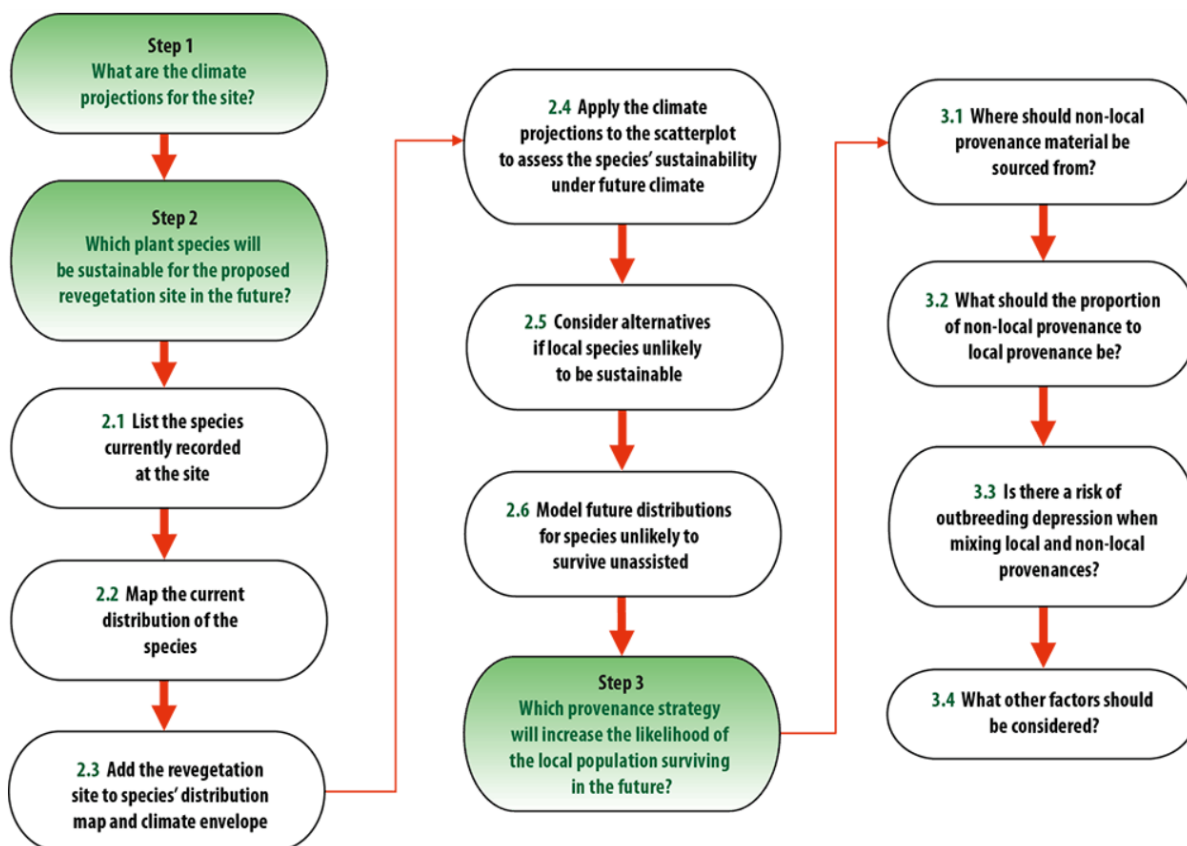 Step 1
What are the climate
projections for the site?
Step 2
Which plant species will
be sustainable for the proposed
revegetation site in the future?
2.1 List the species
currently recorded
at the site
2.2 Map the current
distribution of the
species
2.3 Add the revegetation
site to species’ distribution
map and climate envelope
2.4 Apply the climate
projections to the scatterplot
to assess the species’ sustainability
under future climate
2.5 Consider alternatives
if local species unlikely
to be sustainable
2.6 Model future distributions
for species unlikely to
survive unassisted
Step 3
Which provenance strategy
will increase the likelihood of
the local population surviving
in the future?
3.1 Where should non-local
provenance material be
sourced from?
3.2 What should the proportion
of non-local provenance to
local provenance be?
3.3 Is there a risk of
outbreeding depression when
mixing local and non-local
provenances?
3.4 What other factors should
be considered?